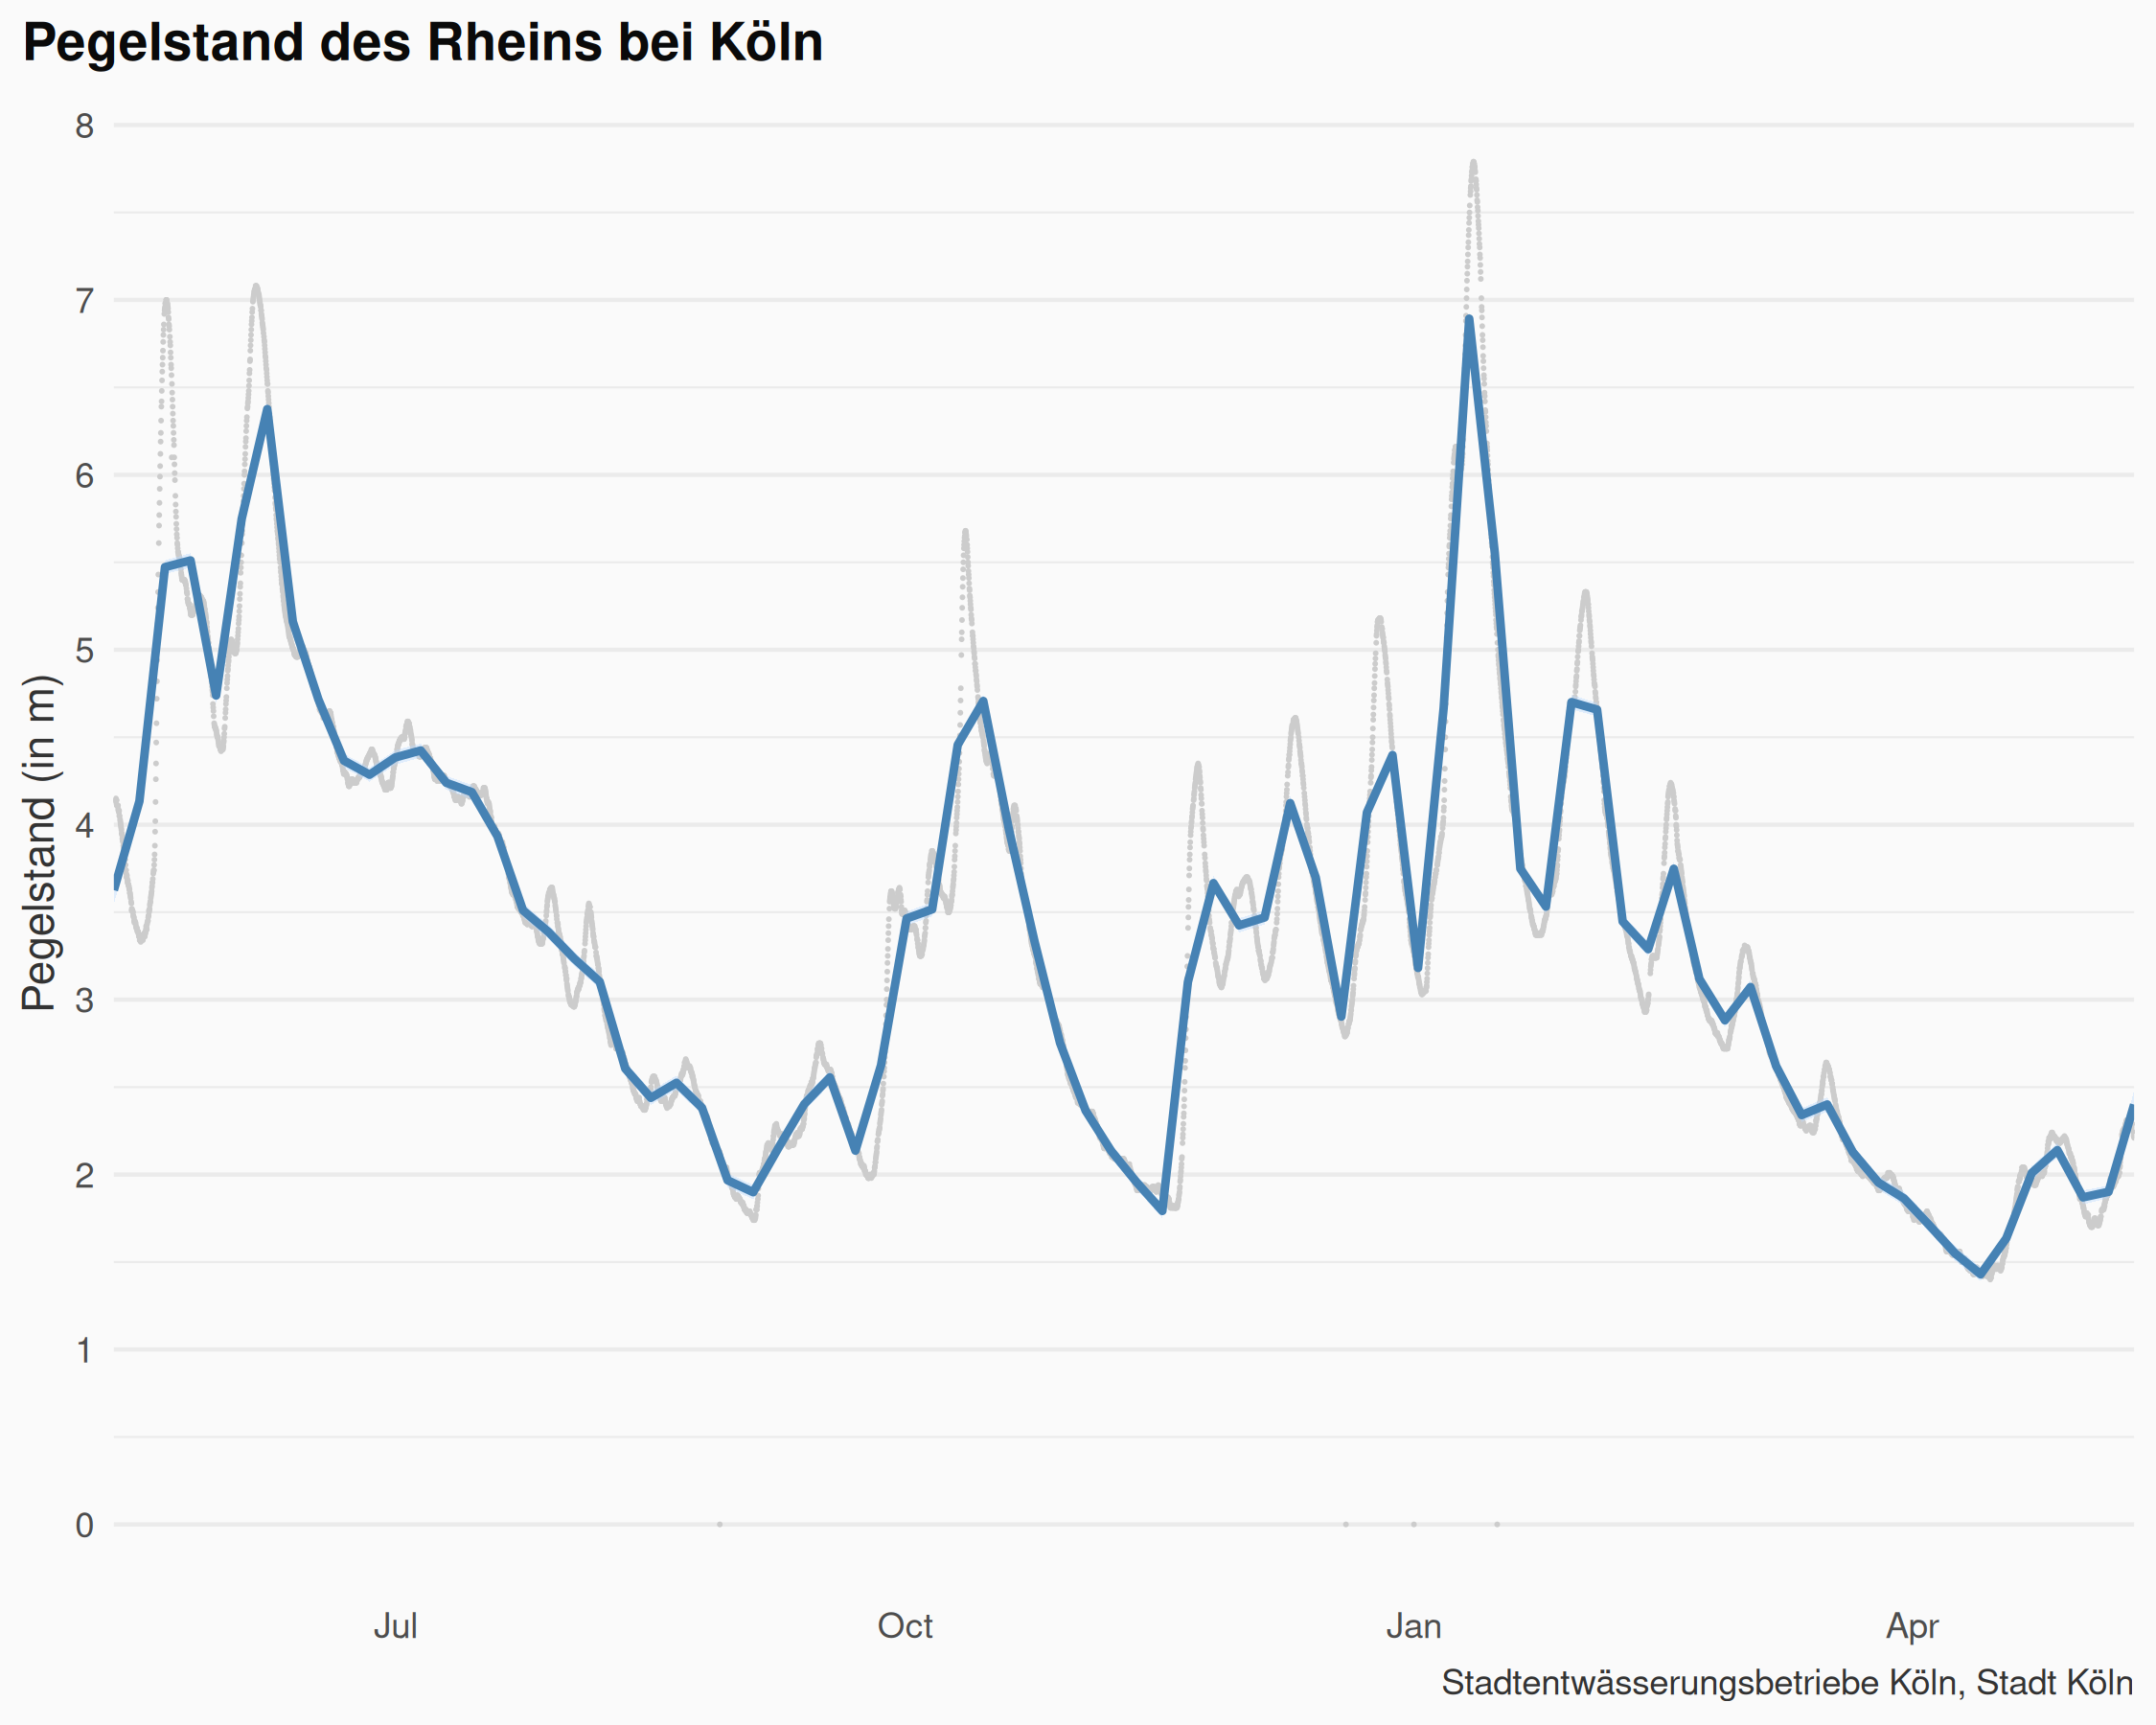 Pegelstand des Rheins bei Köln
Pegelstand (in m)
8
7
6
5
4
3
2
1
0
Jul Oct Jan Apr
Stadtentwässerungsbetriebe Köln, Stadt Köln